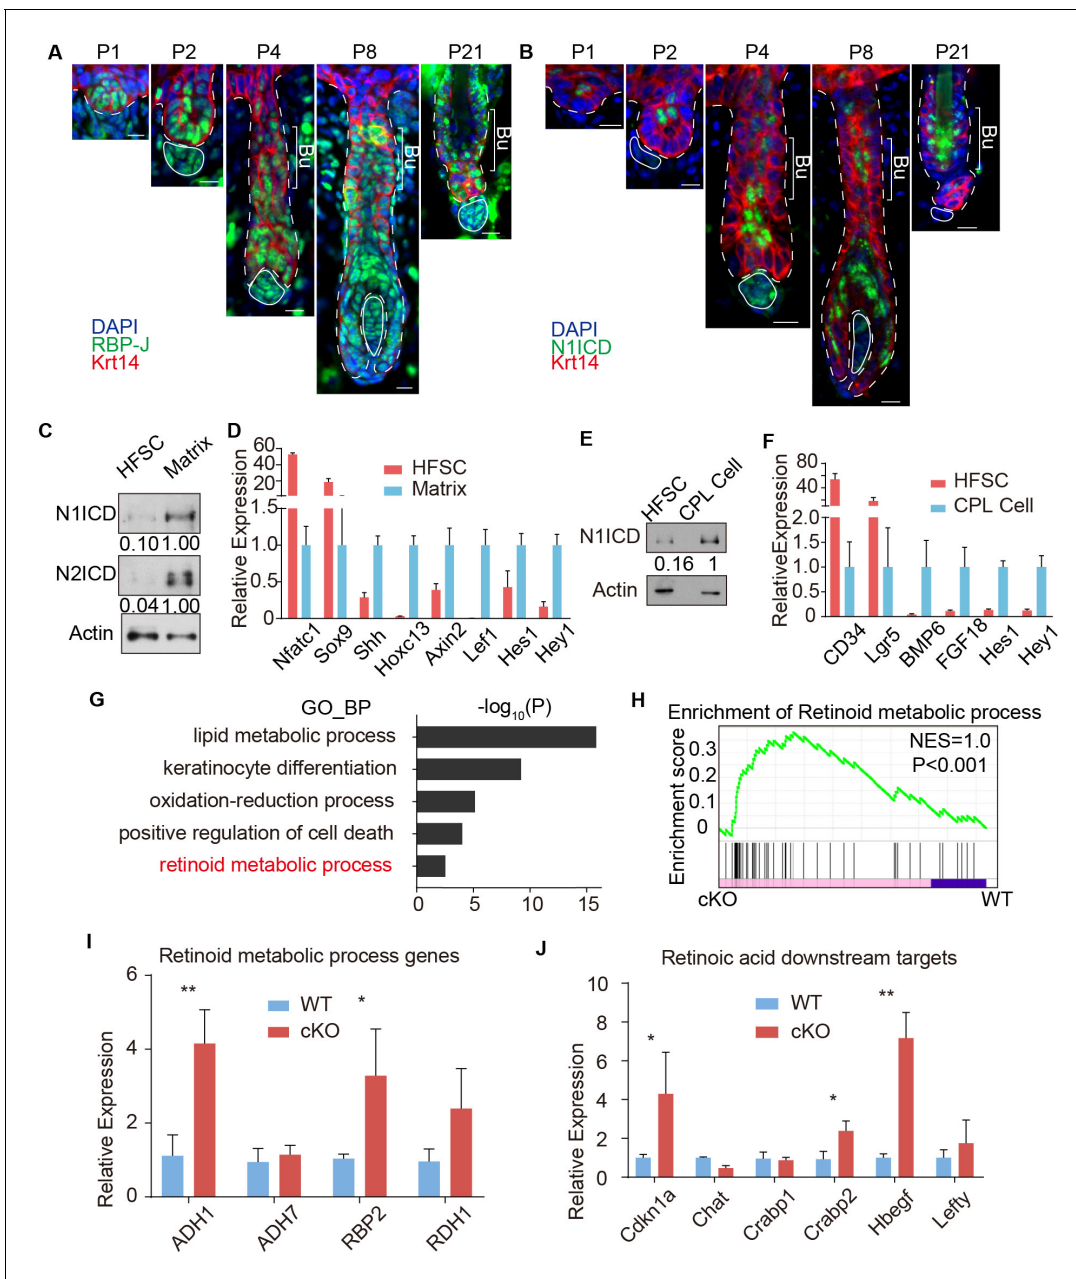 A
P1 P2 P4 P8 P21
Bu Bu Bu
DAPI
RBP-J
Krt14
B
P1 P2 P4 P8 P21
Bu Bu Bu
DAPI
N1ICD
Krt14
C
HFSC Matrix
N1ICD
0.10 1.00
N2ICD
0.04 1.00
Actin
D
Relative Expression
60
40
20
1.5
1.0
0.5
0
HFSC
Matrix
Nfatc1 Sox9 Shh Hoxc13 Axin2 Lef1 Hes1 Hey1
E
HFSC CPL Cell
N1ICD
0.16 1
Actin
F
RelativeExpression
80
40
2.0
1.5
1.0
0.5
0
HFSC
CPL Cell
CD34 Lgr5 BMP6 FGF18 Hes1 Hey1
G
GO_BP -log10(P)
lipid metabolic process
keratinocyte differentiation
oxidation-reduction process
positive regulation of cell death
retinoid metabolic process
0 5 10 15
H
Enrichment of Retinoid metabolic process
Enrichment score
0.3
0.2
0.1
0
NES=1.0
P<0.001
cKO WT
I
Retinoid metabolic process genes
Relative Expression
6
4
2
0
WT
cKO
** *
ADH1 ADH7 RBP2 RDH1
J
Retinoic acid downstream targets
Relative Expression
10
8
6
4
2
0
WT
cKO
* * **
Cdkn1a Chat Crabp1 Crabp2 Hbegf Lefty